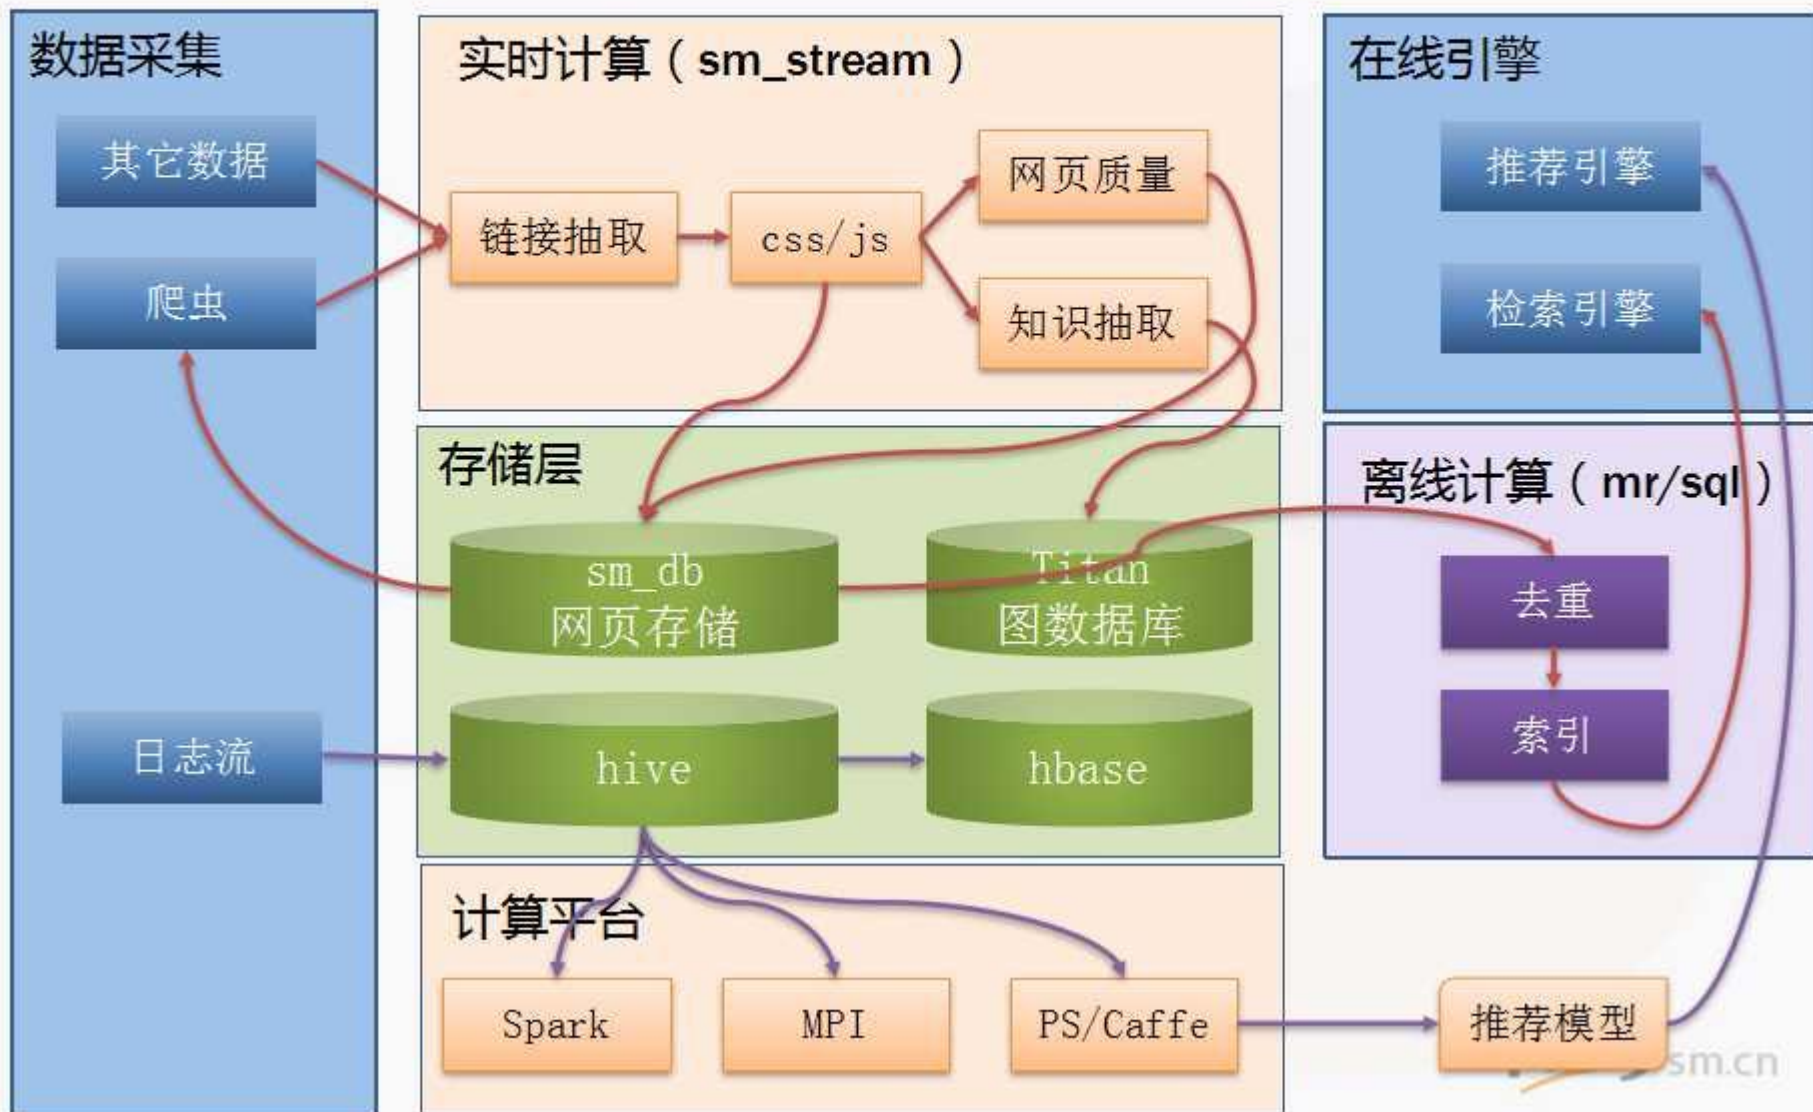 数据采集
其它数据
爬虫
日志流
实时计算（sm_stream）
链接抽取
css/js
网页质量
知识抽取
存储层
sm_db
网页存储
Titan
图数据库
hive
hbase
计算平台
Spark
MPI
PS/Caffe
推荐模型
在线引擎
推荐引擎
检索引擎
离线计算（mr/sql）
去重
索引
sm.cn